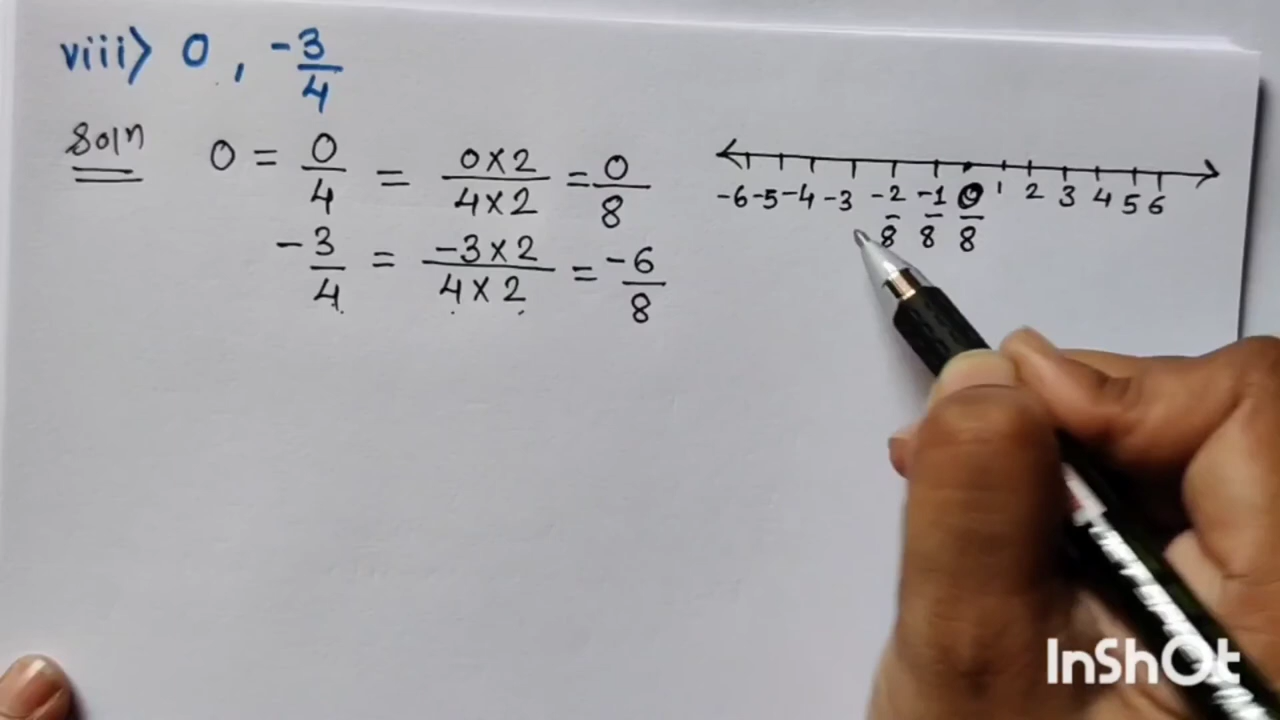 viii) 0, -3/4
Soln 0 = 0/4 = 0×2/4×2 = 0/8
-3/4 = -3×2/4×2 = -6/8
-6 -5 -4 -3 -2/8 -1/8 0/8 1 2 3 4 5 6
InShOt